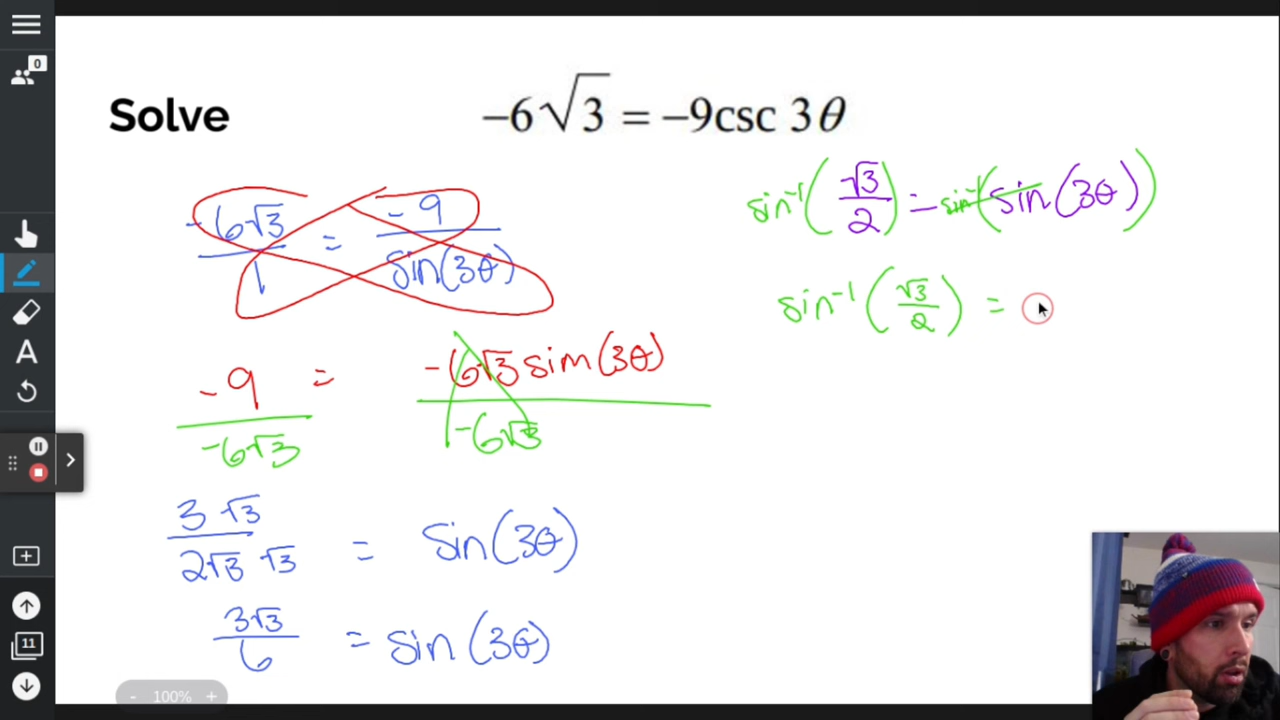 0
Solve
−6√3 = −9csc 3θ
-6√3/1 = -9/sin(3θ)
-9/-6√3 = -6√3 sin(3θ)/-6√3
3√3/2√3√3 = sin(3θ)
3√3/6 = sin(3θ)
sin⁻¹(√3/2) = sin⁻¹(sin(3θ))
sin⁻¹(√3/2) =
A
11
- 100% +